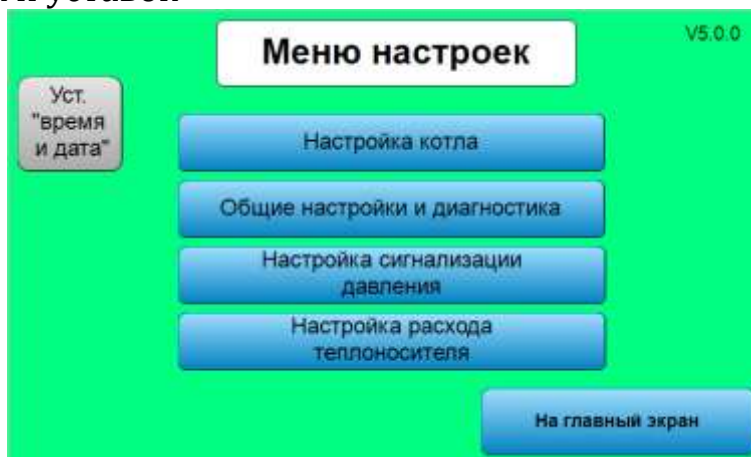 Меню настроек
V5.0.0
Уст.
"время
и дата"
Настройка котла
Общие настройки и диагностика
Настройка сигнализации
давления
Настройка расхода
теплоносителя
На главный экран